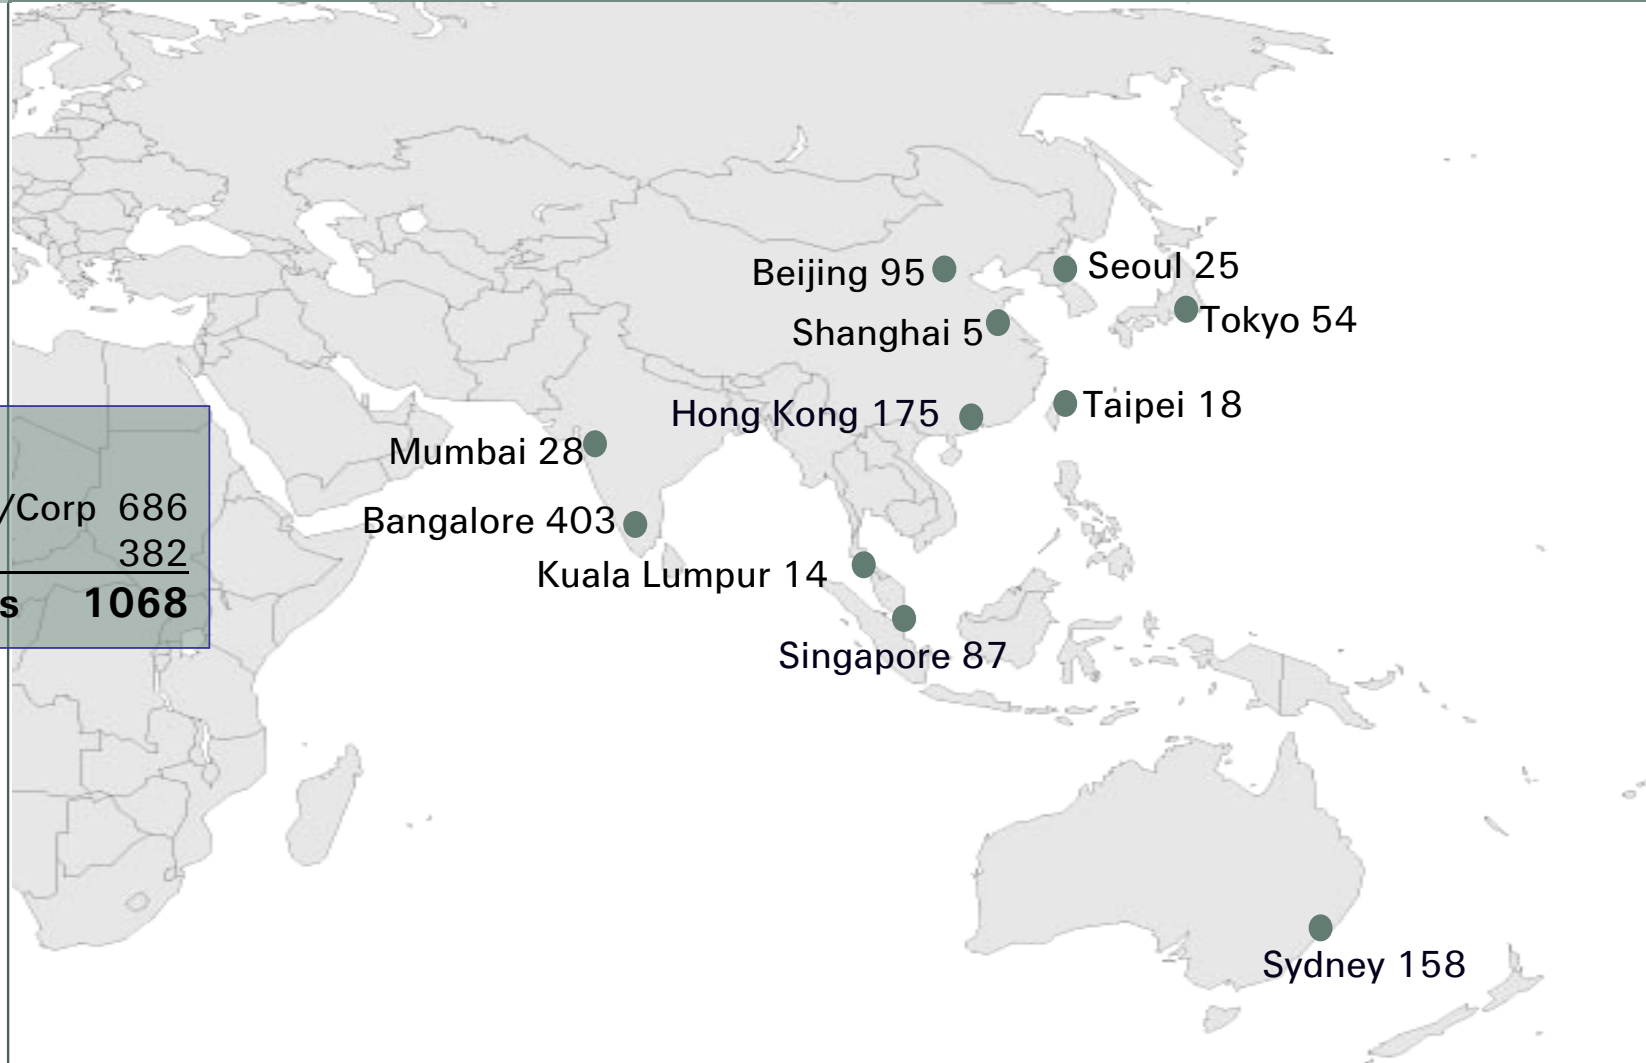 Beijing 95
Seoul 25
Shanghai 5
Tokyo 54
Hong Kong 175
Taipei 18
Mumbai 28
/Corp 686
Bangalore 403
382
Kuala Lumpur 14
s 1068
Singapore 87
Sydney 158